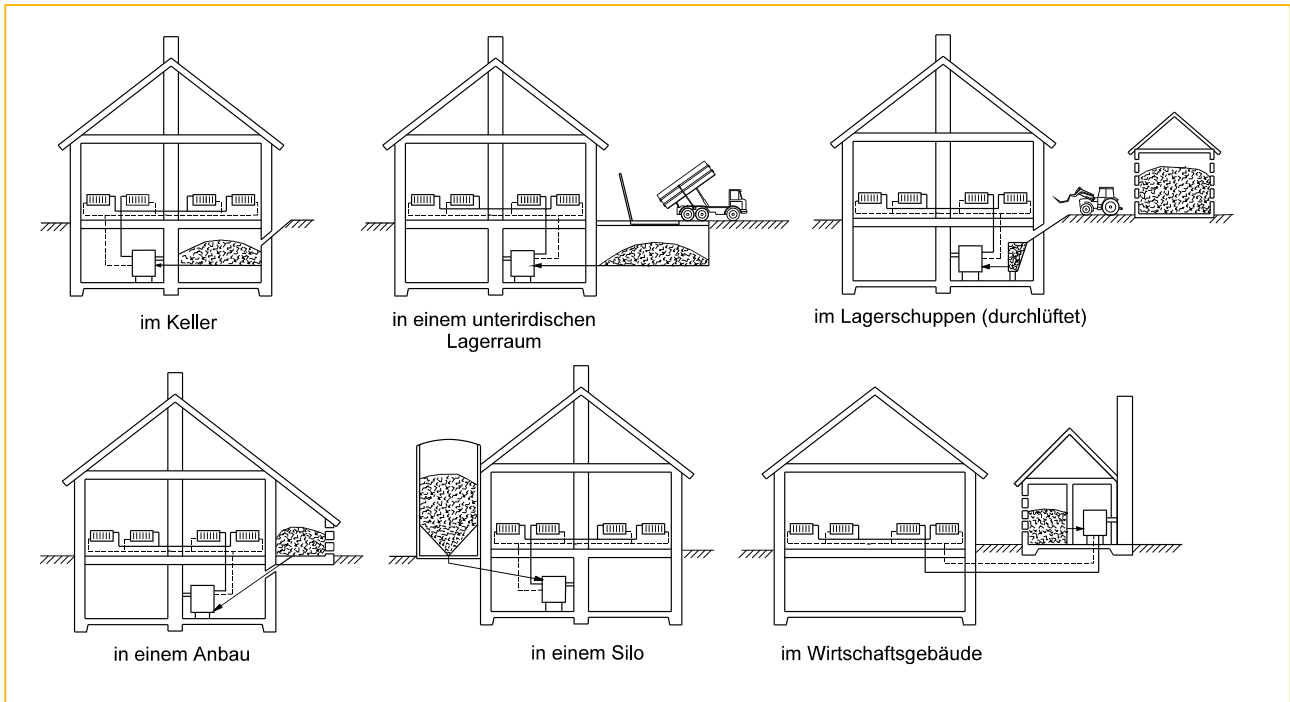 im Keller
in einem unterirdischen
Lagerraum
im Lagerschuppen (durchlüftet)
in einem Anbau
in einem Silo
im Wirtschaftsgebäude